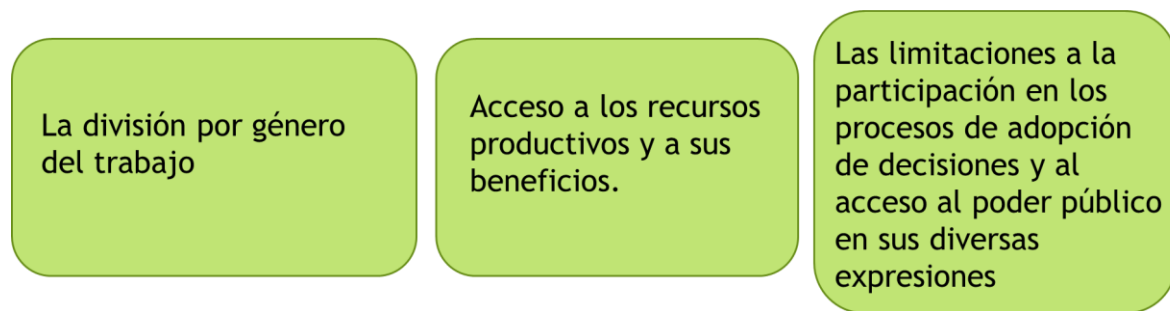 La división por género
del trabajo
Acceso a los recursos
productivos y a sus
beneficios.
Las limitaciones a la
participación en los
procesos de adopción
de decisiones y al
acceso al poder público
en sus diversas
expresiones